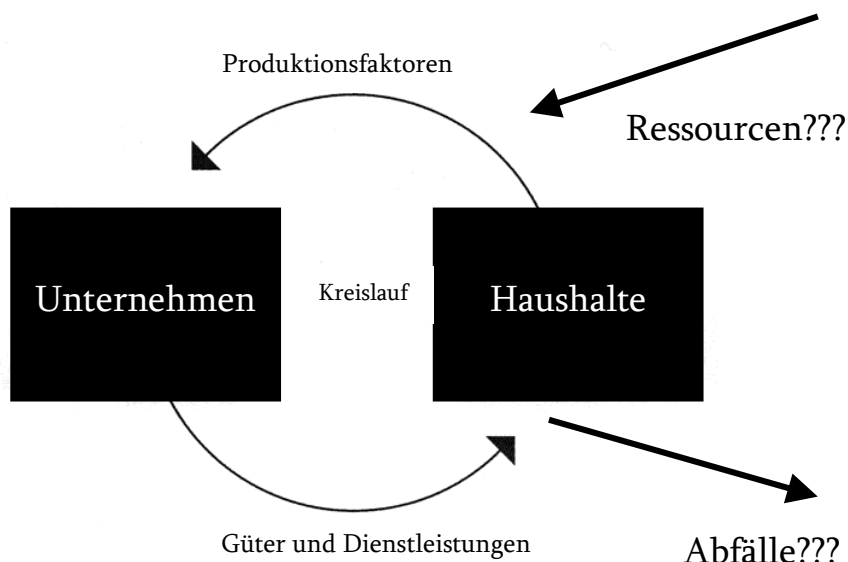 Produktionsfaktoren
Ressourcen???
Unternehmen
Kreislauf
Haushalte
Güter und Dienstleistungen
Abfälle???